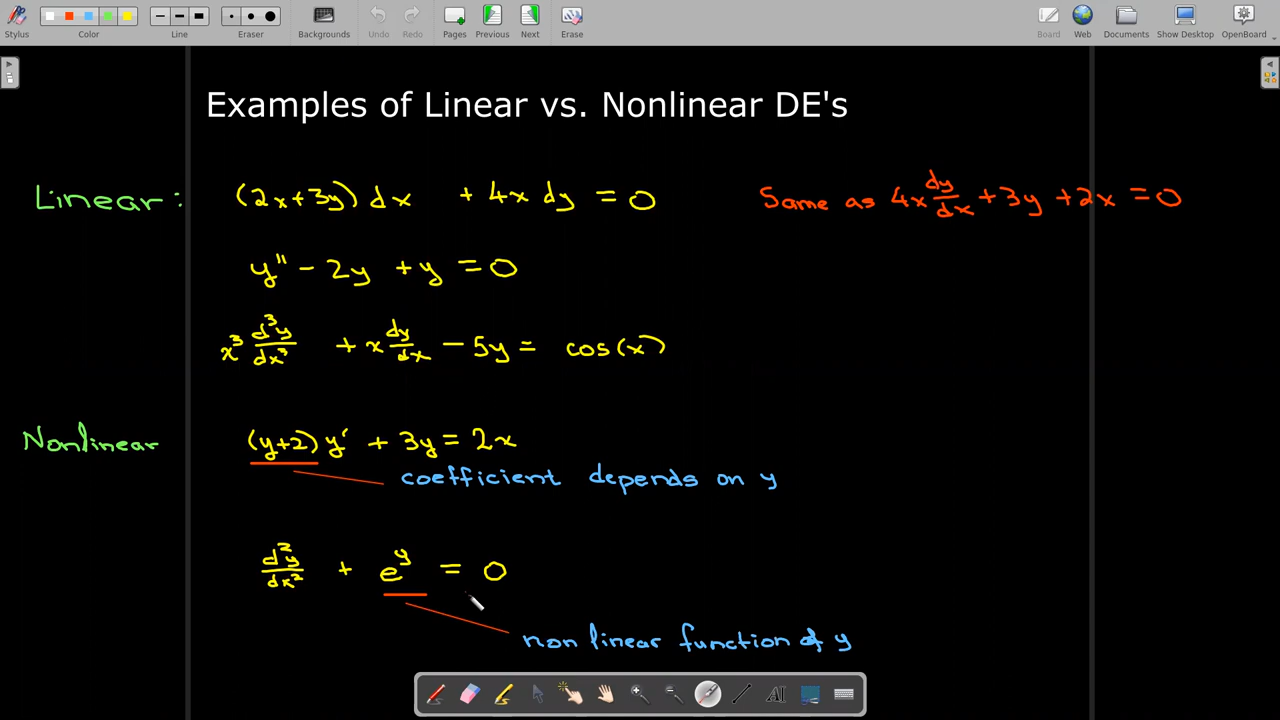 Stylus Color Line Eraser Backgrounds Undo Redo Pages Previous Next Erase Board Web Documents Show Desktop OpenBoard
Examples of Linear vs. Nonlinear DE's
Linear: (2x+3y) dx + 4x dy = 0 Same as 4x dy/dx + 3y + 2x = 0
y'' - 2y + y = 0
x³ d³y/dx³ + x dy/dx - 5y = cos(x)
Nonlinear (y+2) y' + 3y = 2x
coefficient depends on y
d²y/dx² + e^y = 0
non linear function of y
AI